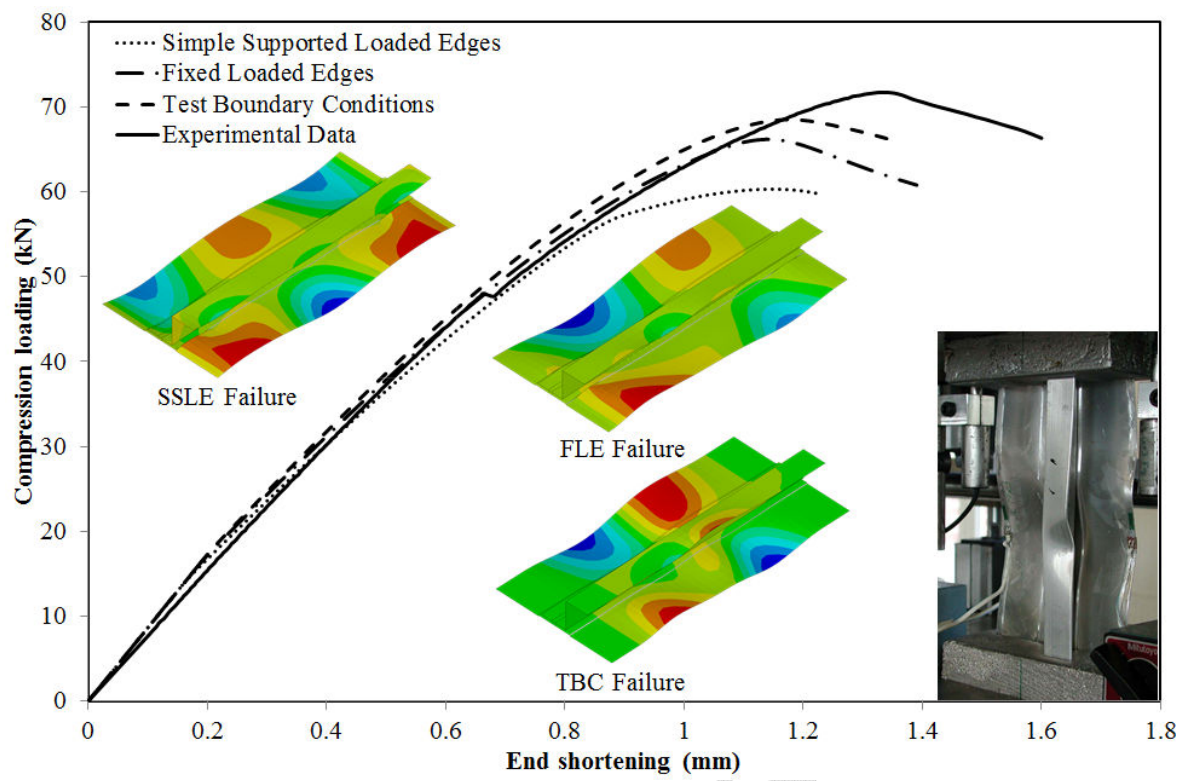 80
70
60
50
40
30
20
10
0
Compression loading (kN)
Simple Supported Loaded Edges
Fixed Loaded Edges
Test Boundary Conditions
Experimental Data
SSLE Failure
FLE Failure
TBC Failure
Mitutoyo
0 0.2 0.4 0.6 0.8 1 1.2 1.4 1.6 1.8
End shortening (mm)